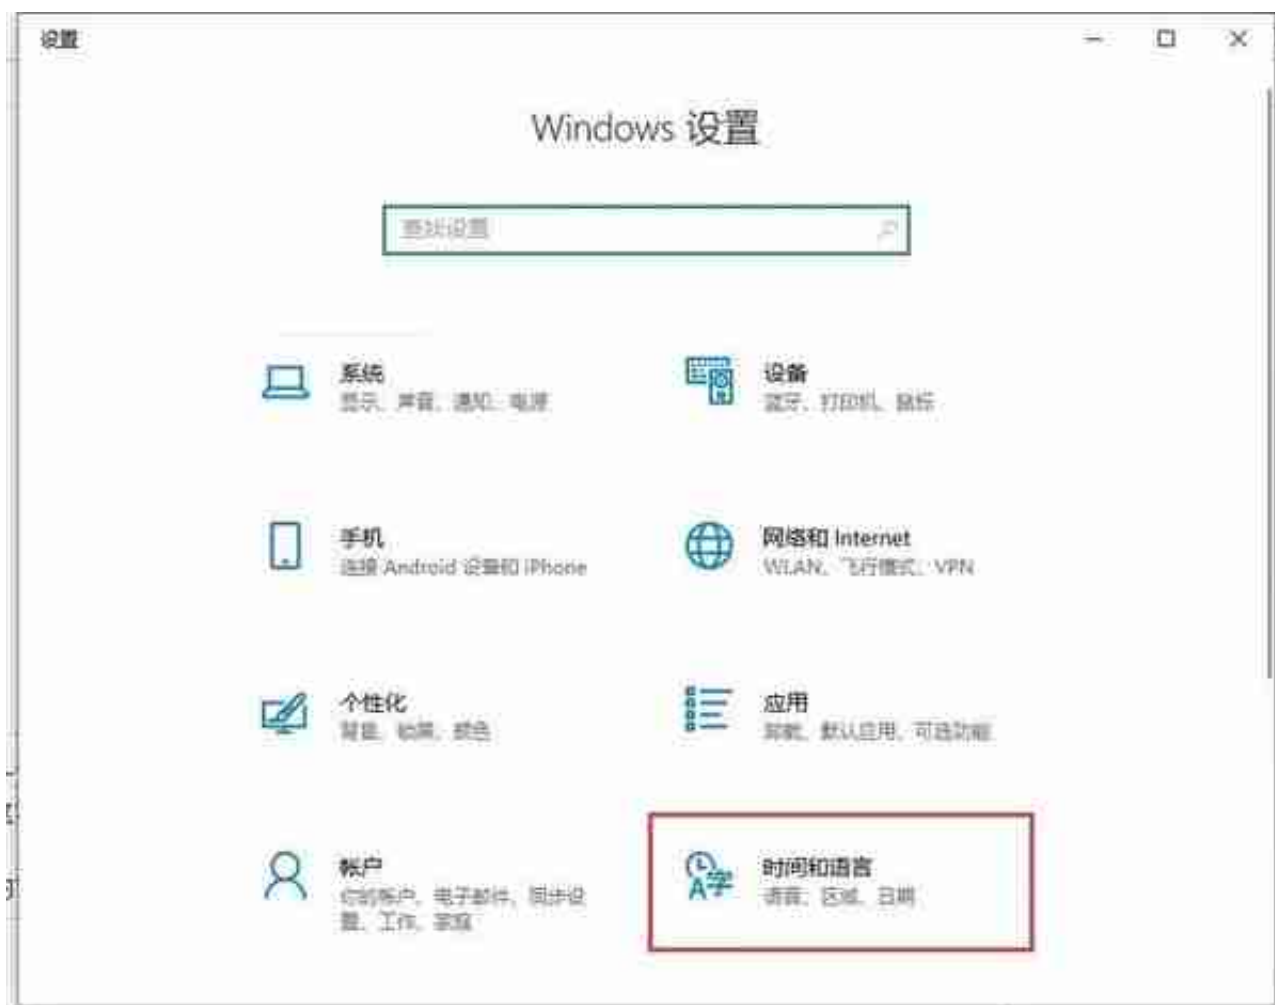 设置
Windows 设置
查找设置
系统
显示、声音、通知、电源
设备
蓝牙、打印机、鼠标
手机
连接 Android 设备和 iPhone
网络和 Internet
WLAN、飞行模式、VPN
个性化
背景、锁屏、颜色
应用
卸载、默认应用、可选功能
帐户
你的帐户、电子邮件、同步设
置、工作、家庭
时间和语言
语音、区域、日期